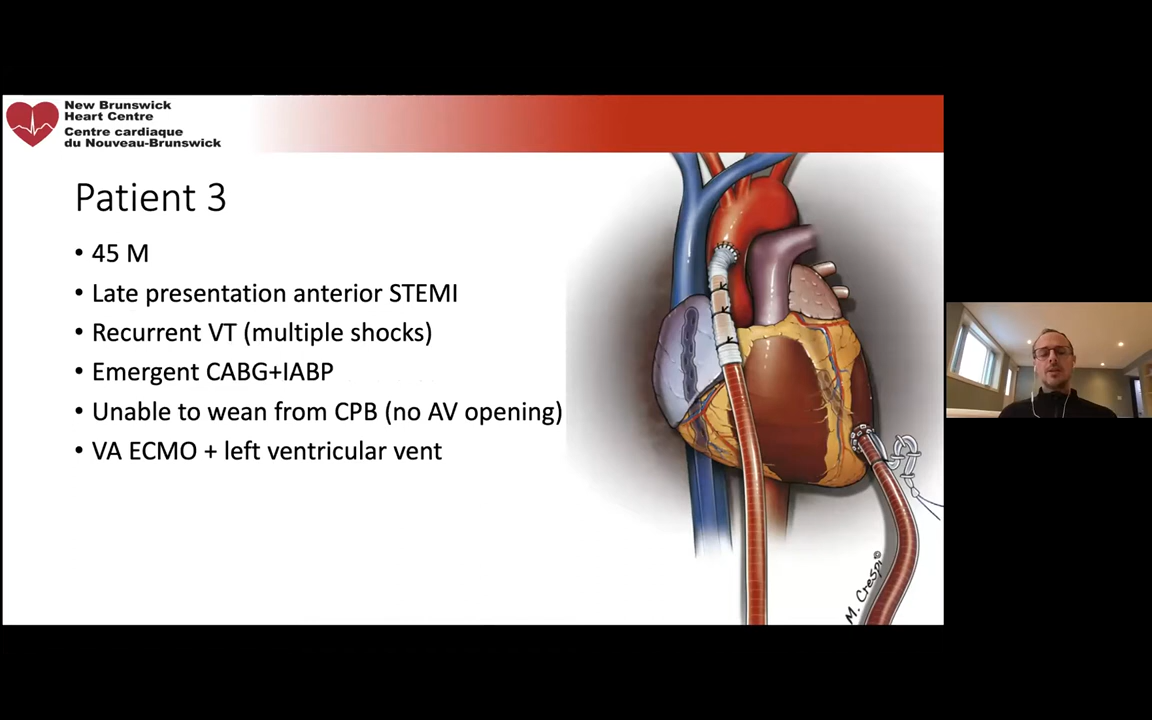 New Brunswick
Heart Centre
Centre cardiaque
du Nouveau-Brunswick
Patient 3
• 45 M
• Late presentation anterior STEMI
• Recurrent VT (multiple shocks)
• Emergent CABG+IABP
• Unable to wean from CPB (no AV opening)
• VA ECMO + left ventricular vent
M. Crespi©